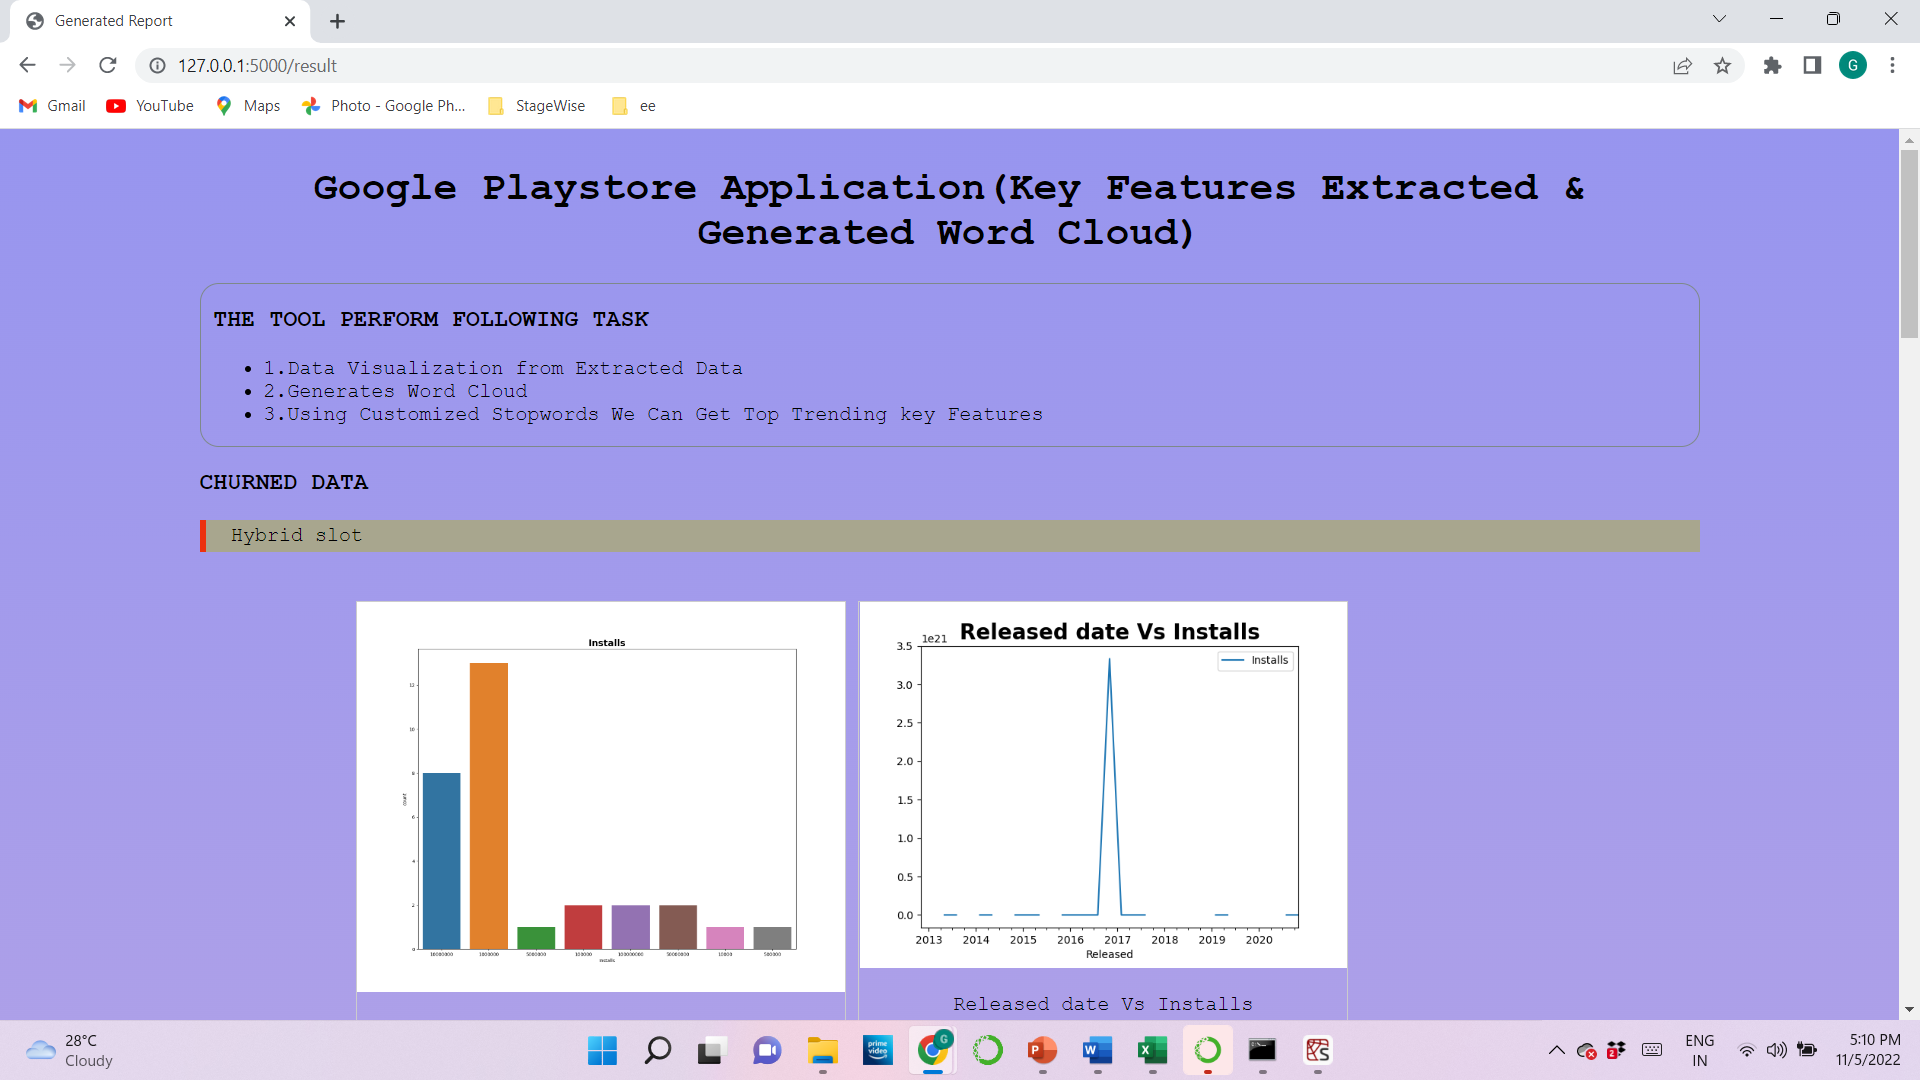 Generated Report
127.0.0.1:5000/result
G
Gmail
YouTube
Maps
Photo - Google Ph...
StageWise
ee
Google Playstore Application(Key Features Extracted &
Generated Word Cloud)
THE TOOL PERFORM FOLLOWING TASK
1.Data Visualization from Extracted Data
2.Generates Word Cloud
3.Using Customized Stopwords We Can Get Top Trending key Features
CHURNED DATA
Hybrid slot
Installs
12
10
8
6
4
2
0
count
10000000 1000000 5000000 100000 100000000 50000000 10000 500000
Installs
Released date Vs Installs
1e21
Installs
3.5
3.0
2.5
2.0
1.5
1.0
0.5
0.0
2013 2014 2015 2016 2017 2018 2019 2020
Released
Released date Vs Installs
28°C
Cloudy
prime
video
G
P
W
X
2
ENG
IN
5:10 PM
11/5/2022